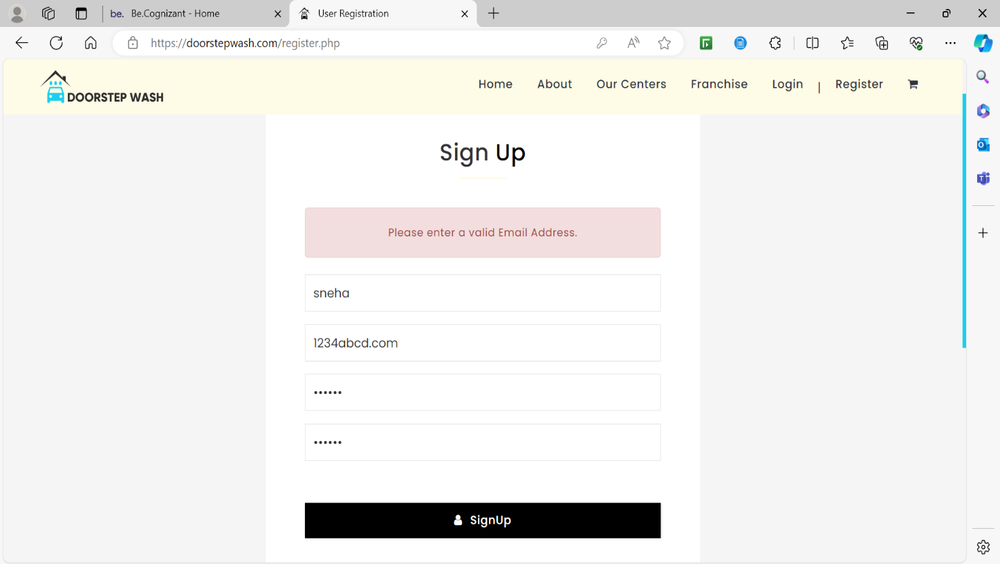 be. Be.Cognizant - Home
User Registration
https://doorstepwash.com/register.php
DOORSTEP WASH
Home About Our Centers Franchise Login | Register
Sign Up
Please enter a valid Email Address.
sneha
1234abcd.com
••••••
••••••
SignUp